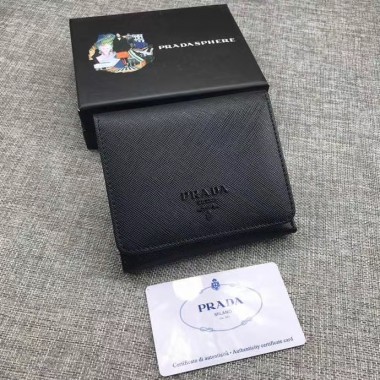 PRADASPHERE
PRADA
PRADA
MILANO
Certificato di autenticità - Authenticity certificate card